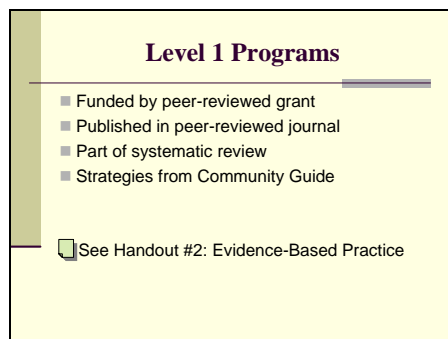 Level 1 Programs
Funded by peer-reviewed grant
Published in peer-reviewed journal
Part of systematic review
Strategies from Community Guide
See Handout #2: Evidence-Based Practice